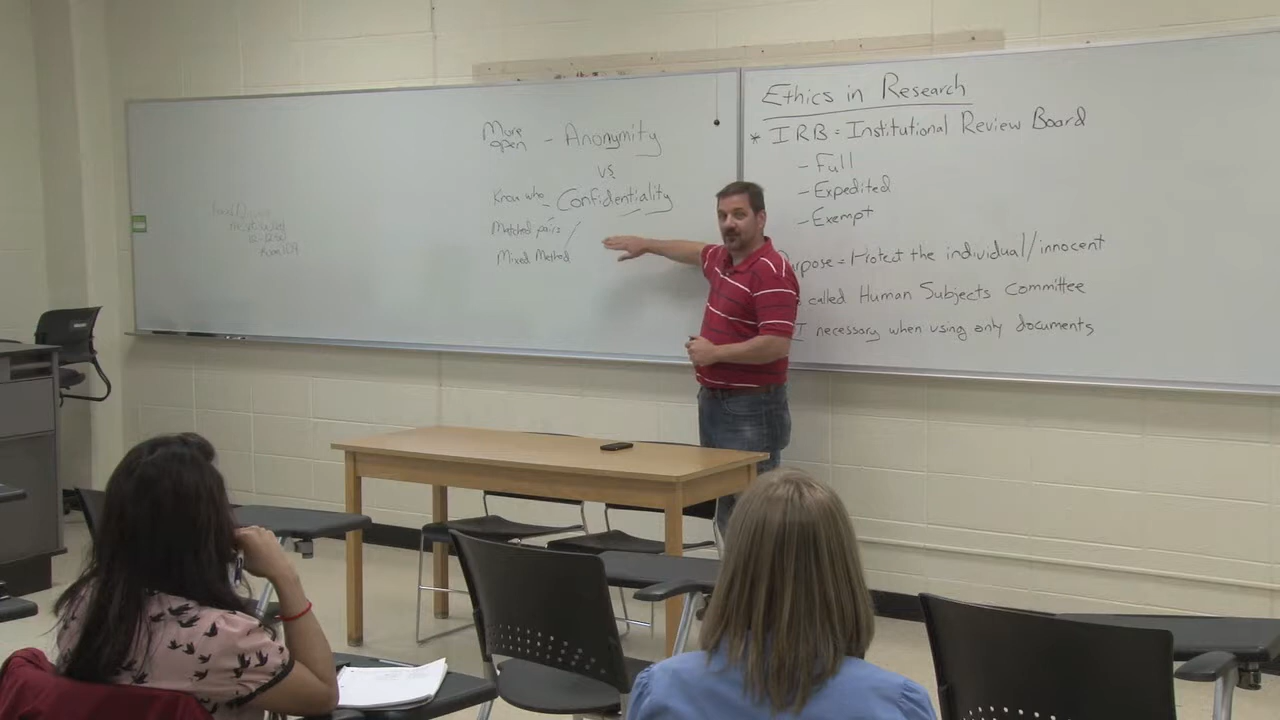 More
open - Anonymity
vs.
Know who - Confidentiality
Matched pairs
Mixed Method
Ethics in Research
* IRB = Institutional Review Board
- Full
- Expedited
- Exempt
= Protect the individual/innocent
called Human Subjects Committee
necessary when using only documents